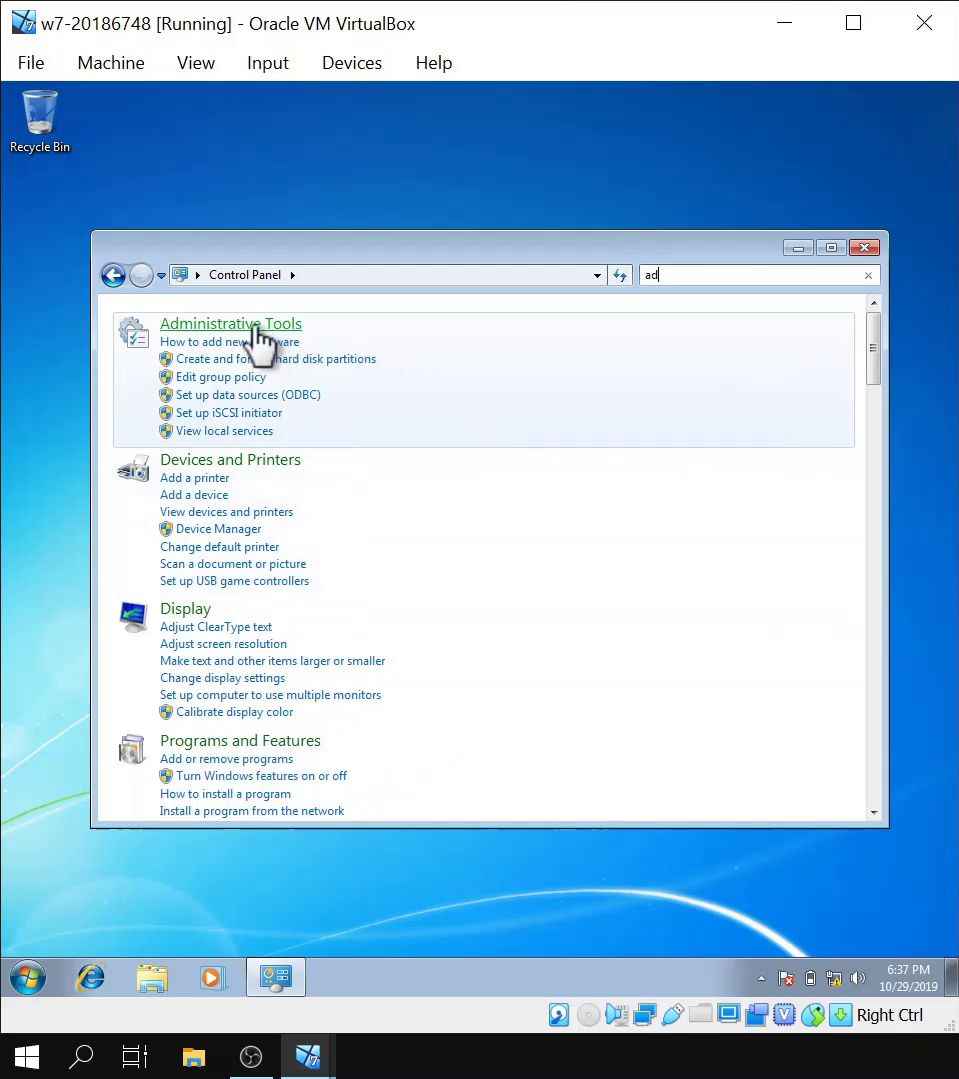 w7-20186748 [Running] - Oracle VM VirtualBox
File Machine View Input Devices Help
Recycle Bin
Control Panel
ad
Administrative Tools
How to add new
Create and for hard disk partitions
Edit group policy
Set up data sources (ODBC)
Set up iSCSI initiator
View local services
Devices and Printers
Add a printer
Add a device
View devices and printers
Device Manager
Change default printer
Scan a document or picture
Set up USB game controllers
Display
Adjust ClearType text
Adjust screen resolution
Make text and other items larger or smaller
Change display settings
Set up computer to use multiple monitors
Calibrate display color
Programs and Features
Add or remove programs
Turn Windows features on or off
How to install a program
Install a program from the network
6:37 PM
10/29/2019
Right Ctrl